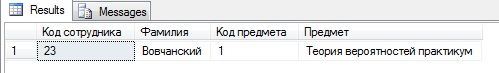 Results Messages
Код сотрудника Фамилия Код предмета Предмет
1 23 Вовчанский 1 Теория вероятностей практикум